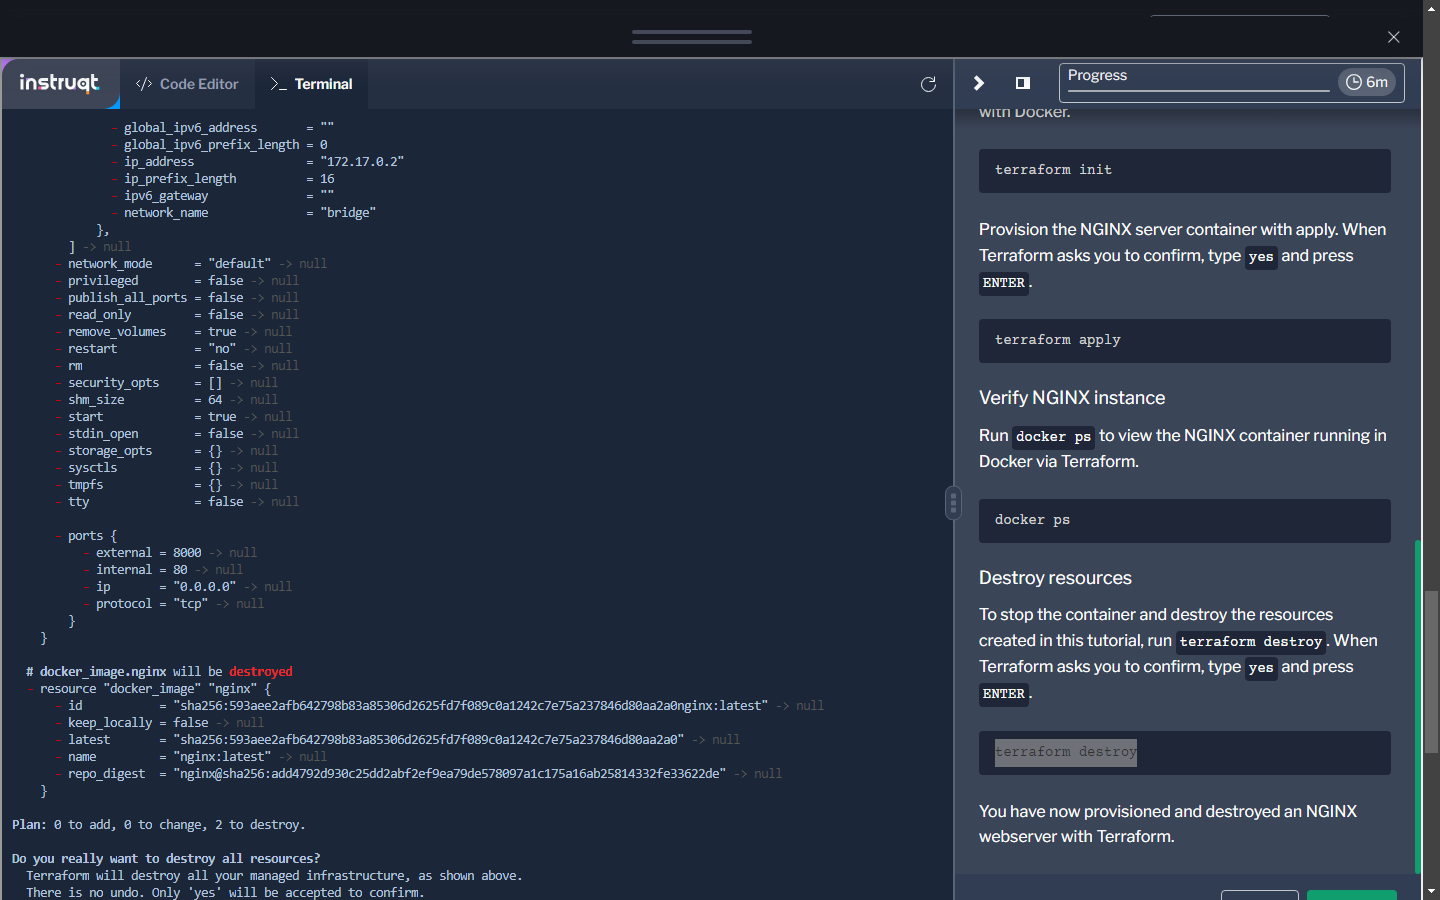 instruqt
</> Code Editor
>_ Terminal
Progress
6m
- global_ipv6_address = ""
- global_ipv6_prefix_length = 0
- ip_address = "172.17.0.2"
- ip_prefix_length = 16
- ipv6_gateway = ""
- network_name = "bridge"
},
] -> null
- network_mode = "default" -> null
- privileged = false -> null
- publish_all_ports = false -> null
- read_only = false -> null
- remove_volumes = true -> null
- restart = "no" -> null
- rm = false -> null
- security_opts = [] -> null
- shm_size = 64 -> null
- start = true -> null
- stdin_open = false -> null
- storage_opts = {} -> null
- sysctls = {} -> null
- tmpfs = {} -> null
- tty = false -> null
- ports {
- external = 8000 -> null
- internal = 80 -> null
- ip = "0.0.0.0" -> null
- protocol = "tcp" -> null
}
}
# docker_image.nginx will be destroyed
- resource "docker_image" "nginx" {
- id = "sha256:593aee2afb642798b83a85306d2625fd7f089c0a1242c7e75a237846d80aa2a0nginx:latest" -> null
- keep_locally = false -> null
- latest = "sha256:593aee2afb642798b83a85306d2625fd7f089c0a1242c7e75a237846d80aa2a0" -> null
- name = "nginx:latest" -> null
- repo_digest = "nginx@sha256:add4792d930c25dd2abf2ef9ea79de578097a1c175a16ab25814332fe33622de" -> null
}
Plan: 0 to add, 0 to change, 2 to destroy.
Do you really want to destroy all resources?
Terraform will destroy all your managed infrastructure, as shown above.
There is no undo. Only 'yes' will be accepted to confirm.
with Docker.
terraform init
Provision the NGINX server container with apply. When
Terraform asks you to confirm, type yes and press
ENTER.
terraform apply
Verify NGINX instance
Run docker ps to view the NGINX container running in
Docker via Terraform.
docker ps
Destroy resources
To stop the container and destroy the resources
created in this tutorial, run terraform destroy. When
Terraform asks you to confirm, type yes and press
ENTER.
terraform destroy
You have now provisioned and destroyed an NGINX
webserver with Terraform.